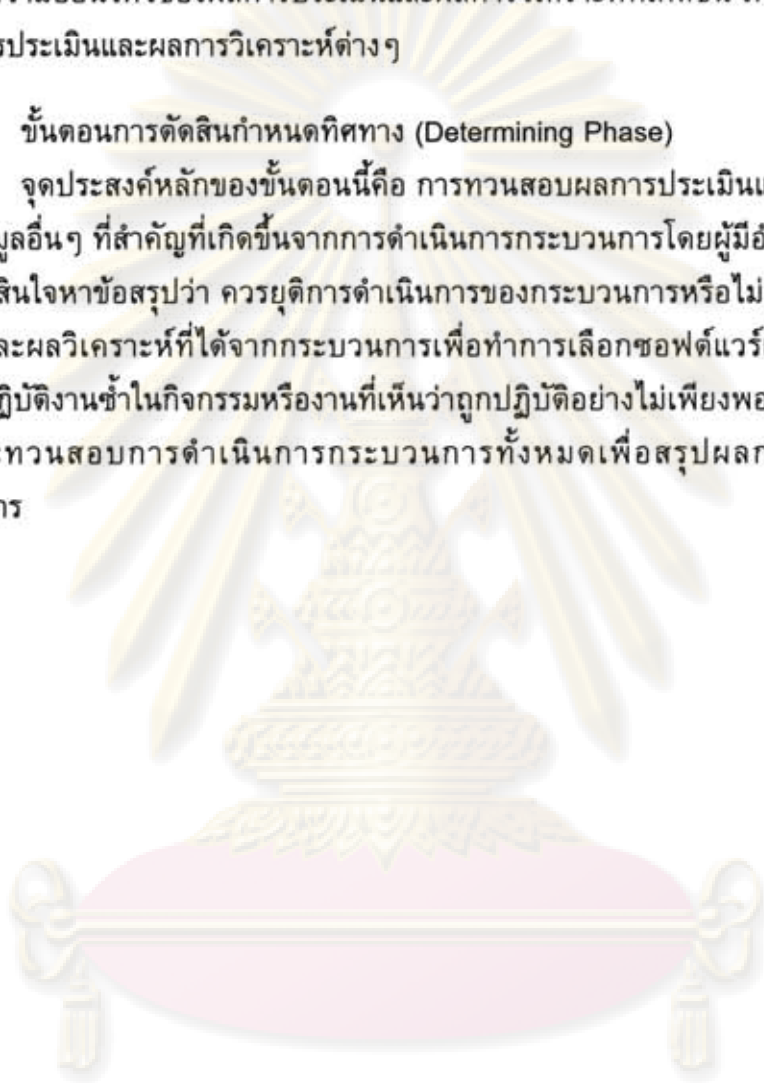 รประเมินและผลการวิเคราะห์ต่างๆ
ขั้นตอนการตัดสินกำหนดทิศทาง (Determining Phase)
จุดประสงค์หลักของขั้นตอนนี้คือ การทวนสอบผลการประเมินแ
มูลอื่นๆ ที่สำคัญที่เกิดขึ้นจากการดำเนินการกระบวนการโดยผู้มีอำ
สินใจหาข้อสรุปว่า ควรยุติการดำเนินการของกระบวนการหรือไม่
ละผลวิเคราะห์ที่ได้จากกระบวนการเพื่อทำการเลือกซอฟต์แวร์
ฏิบัติงานซ้ำในกิจกรรมหรืองานที่เห็นว่าถูกปฏิบัติอย่างไม่เพียงพอ
ะทวนสอบการดำเนินการกระบวนการทั้งหมดเพื่อสรุปผลก
าร